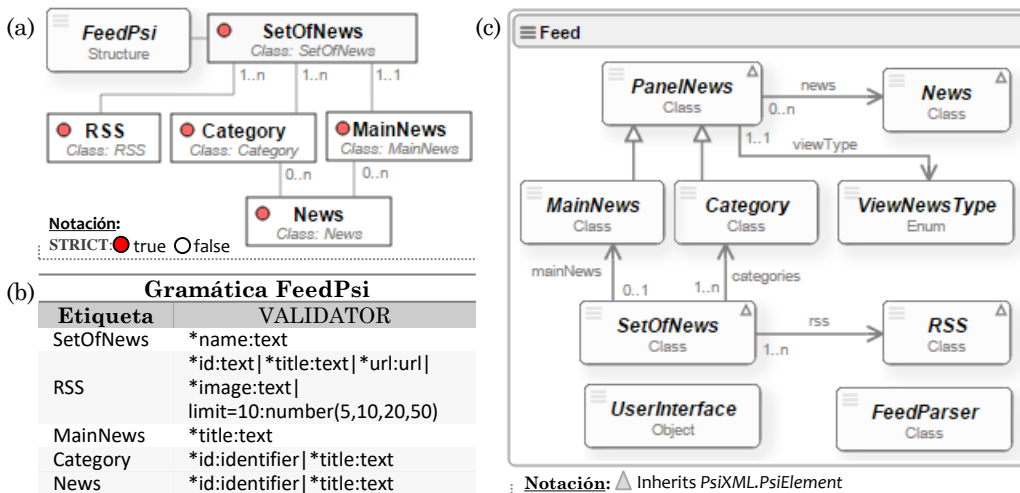 (a)
FeedPsi
Structure
SetOfNews
Class: SetOfNews
1..n
1..n
1..1
RSS
Class: RSS
Category
Class: Category
MainNews
Class: MainNews
0..n
0..n
News
Class: News
Notación:
STRICT: true false
(b)
Gramática FeedPsi
Etiqueta VALIDATOR
SetOfNews *name:text
RSS *id:text|*title:text|*url:url|
*image:text|
limit=10:number(5,10,20,50)
MainNews *title:text
Category *id:identifier|*title:text
News *id:identifier|*title:text
(c)
Feed
PanelNews
Class
news
0..n
News
Class
1..1
viewType
MainNews
Class
Category
Class
ViewNewsType
Enum
mainNews
0..1
categories
1..n
SetOfNews
Class
rss
1..n
RSS
Class
UserInterface
Object
FeedParser
Class
Notación: Inherits PsiXML.PsiElement